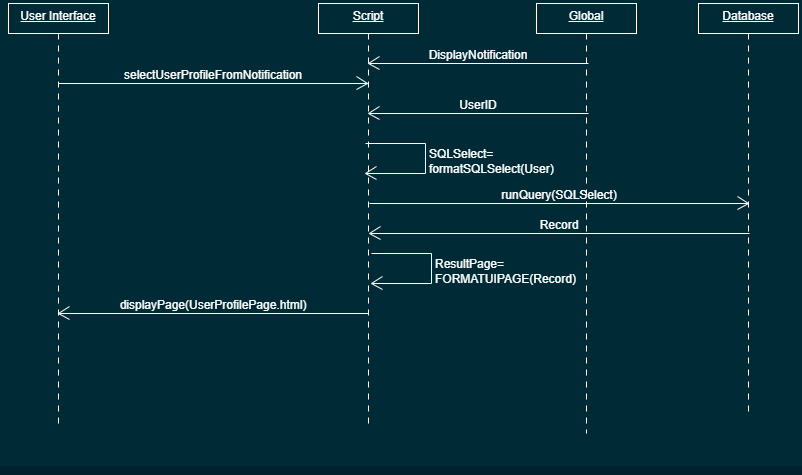 User Interface
Script
Global
Database
DisplayNotification
selectUserProfileFromNotification
UserID
SQLSelect=
formatSQLSelect(User)
runQuery(SQLSelect)
Record
ResultPage=
FORMATUIPAGE(Record)
displayPage(UserProfilePage.html)